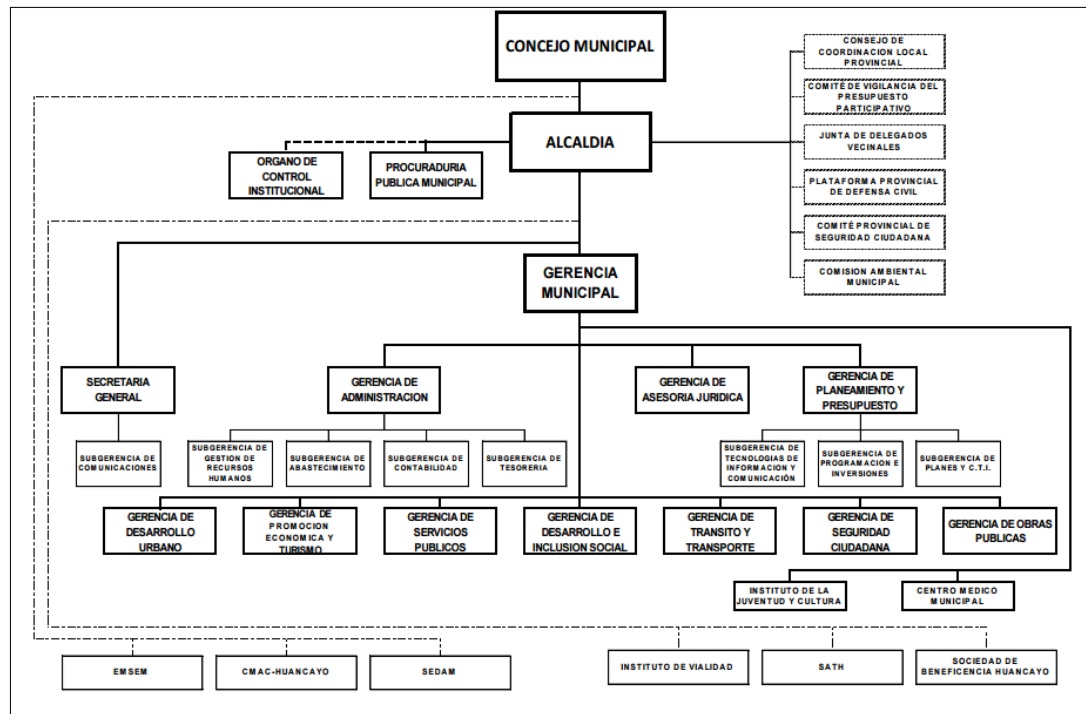 CONCEJO MUNICIPAL
CONSEJO DE
COORDINACION LOCAL
PROVINCIAL
COMITÉ DE VIGILANCIA DEL
PRESUPUESTO
PARTICIPATIVO
ALCALDIA
JUNTA DE DELEGADOS
VECINALES
ORGANO DE
CONTROL
INSTITUCIONAL
PROCURADURIA
PUBLICA MUNICIPAL
PLATAFORMA PROVINCIAL
DE DEFENSA CIVIL
COMITÉ PROVINCIAL DE
SEGURIDAD CIUDADANA
COMISION AMBIENTAL
MUNICIPAL
GERENCIA
MUNICIPAL
SECRETARIA
GENERAL
GERENCIA DE
ADMINISTRACION
GERENCIA DE
ASESORIA JURIDICA
GERENCIA DE
PLANEAMIENTO Y
PRESUPUESTO
SUBGERENCIA DE
COMUNICACIONES
SUBGERENCIA DE
GESTION DE
RECURSOS
HUMANOS
SUBGERENCIA DE
ABASTECIMIENTO
SUBGERENCIA DE
CONTABILIDAD
SUBGERENCIA DE
TESORERIA
SUBGERENCIA DE
TECNOLOGÍAS DE
INFORMACION Y
COMUNICACIÓN
SUBGERENCIA DE
PROGRAMACION E
INVERSIONES
SUBGERENCIA DE
PLANES Y C.T.I.
GERENCIA DE
DESARROLLO
URBANO
GERENCIA DE
PROMOCION
ECONOMICA Y
TURISMO
GERENCIA DE
SERVICIOS
PUBLICOS
GERENCIA DE
DESARROLLO E
INCLUSION SOCIAL
GERENCIA DE
TRANSITO Y
TRANSPORTE
GERENCIA DE
SEGURIDAD
CIUDADANA
GERENCIA DE OBRAS
PUBLICAS
INSTITUTO DE LA
JUVENTUD Y CULTURA
CENTRO MEDICO
MUNICIPAL
EMSEM
CMAC-HUANCAYO
SEDAM
INSTITUTO DE VIALIDAD
SATH
SOCIEDAD DE
BENEFICENCIA HUANCAYO